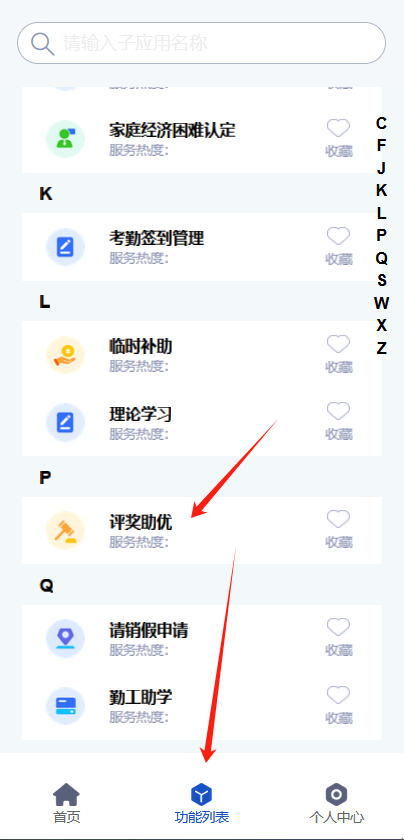 请输入子应用名称
收藏
家庭经济困难认定
服务热度:
收藏
K
考勤签到管理
服务热度:
收藏
L
临时补助
服务热度:
收藏
理论学习
服务热度:
收藏
P
评奖助优
服务热度:
收藏
Q
请销假申请
服务热度:
收藏
勤工助学
服务热度:
收藏
C
F
J
K
L
P
Q
S
W
X
Z
首页
功能列表
个人中心